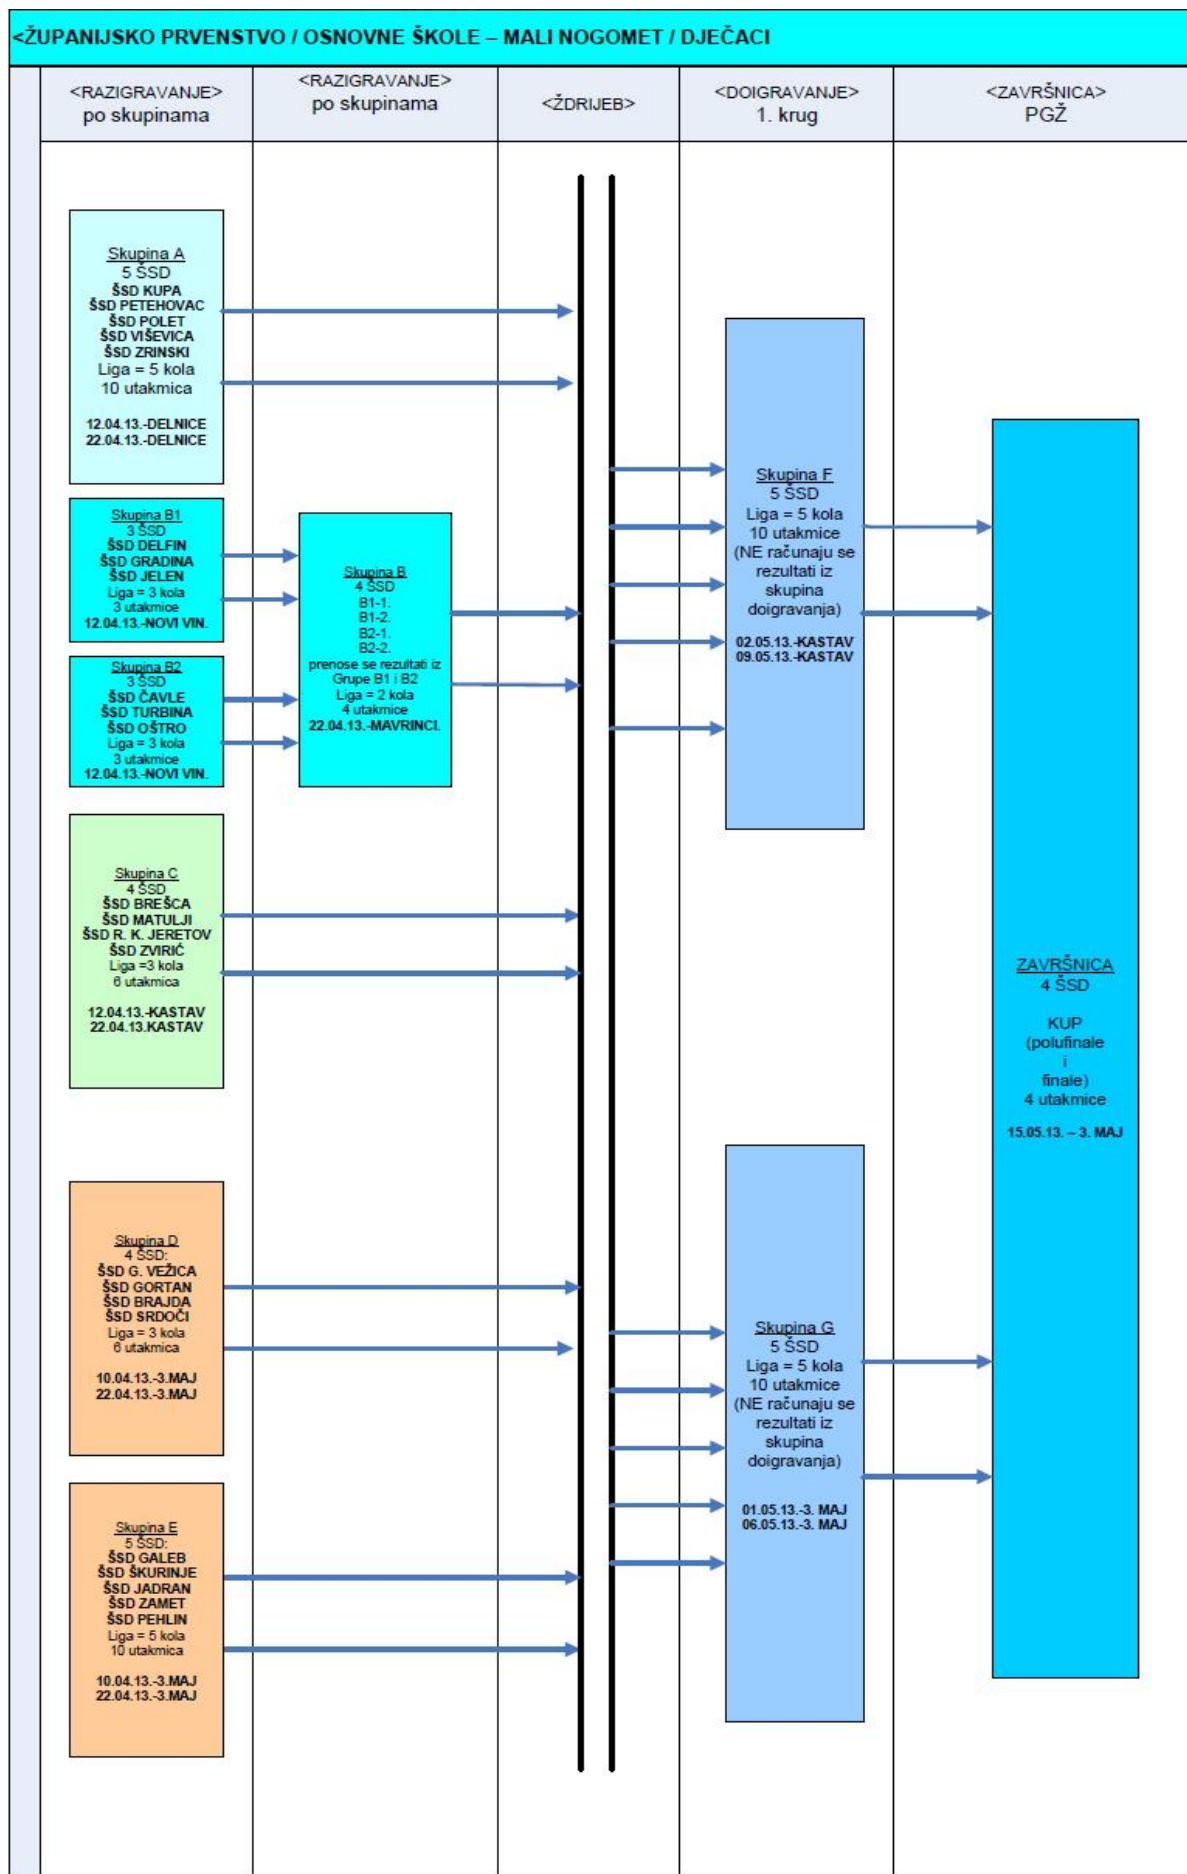 <ŽUPANIJSKO PRVENSTVO / OSNOVNE ŠKOLE – MALI NOGOMET / DJEČACI
<RAZIGRAVANJE>
po skupinama
<RAZIGRAVANJE>
po skupinama
<ŽDRIJEB>
<DOIGRAVANJE>
1. krug
<ZAVRŠNICA>
PGŽ
Skupina A
5 ŠSD
ŠSD KUPA
ŠSD PETEHOVAC
ŠSD POLET
ŠSD VIŠEVICA
ŠSD ZRINSKI
Liga = 5 kola
10 utakmica
12.04.13.-DELNICE
22.04.13.-DELNICE
Skupina B1
3 ŠSD
ŠSD DELFIN
ŠSD GRADINA
ŠSD JELEN
Liga = 3 kola
3 utakmice
12.04.13.-NOVI VIN.
Skupina B2
3 ŠSD
ŠSD ČAVLE
ŠSD TURBINA
ŠSD OŠTRO
Liga = 3 kola
3 utakmice
12.04.13.-NOVI VIN.
Skupina C
4 ŠSD
ŠSD BREŠCA
ŠSD MATULJI
ŠSD R. K. JERETOV
ŠSD ZVIRIĆ
Liga =3 kola
6 utakmica
12.04.13.-KASTAV
22.04.13.KASTAV
Skupina D
4 ŠSD:
ŠSD G. VEŽICA
ŠSD GORTAN
ŠSD BRAJDA
ŠSD SRDOČI
Liga = 3 kola
6 utakmica
10.04.13.-3.MAJ
22.04.13.-3.MAJ
Skupina E
5 ŠSD:
ŠSD GALEB
ŠSD ŠKURINJE
ŠSD JADRAN
ŠSD ZAMET
ŠSD PEHLIN
Liga = 5 kola
10 utakmica
10.04.13.-3.MAJ
22.04.13.-3.MAJ
Skupina B
4 ŠSD
B1-1.
B1-2.
B2-1.
B2-2.
prenose se rezultati iz
Grupe B1 i B2
Liga = 2 kola
4 utakmice
22.04.13.-MAVRINCI.
Skupina F
5 ŠSD
Liga = 5 kola
10 utakmice
(NE računaju se
rezultati iz
skupina
doigravanja)
02.05.13.-KASTAV
09.05.13.-KASTAV
Skupina G
5 ŠSD
Liga = 5 kola
10 utakmice
(NE računaju se
rezultati iz
skupina
doigravanja)
01.05.13.-3. MAJ
06.05.13.-3. MAJ
ZAVRŠNICA
4 ŠSD
KUP
(polufinale
i
finale)
4 utakmice
15.05.13. – 3. MAJ